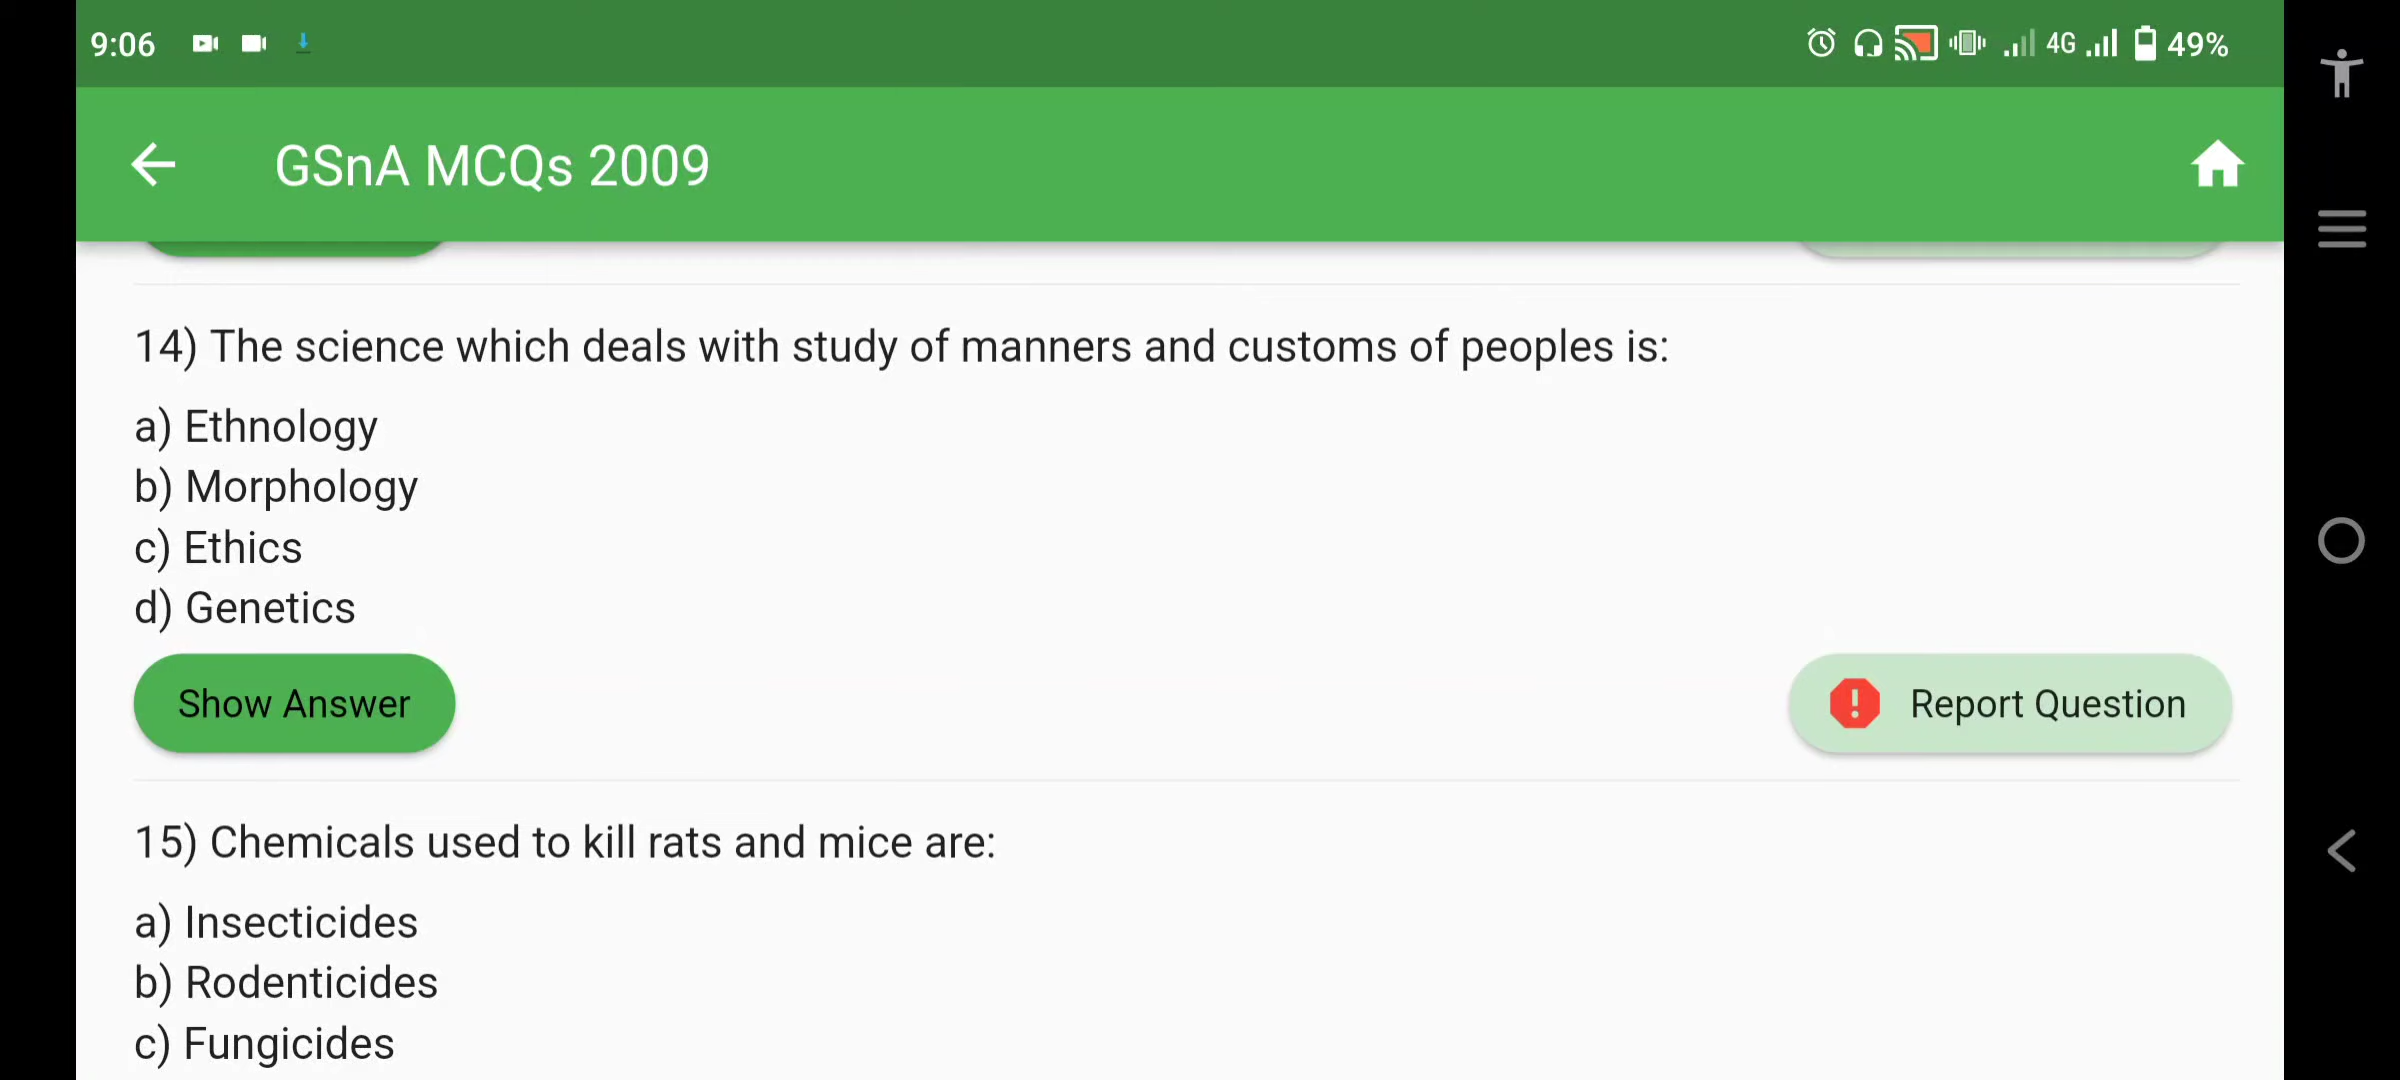 9:06
4G
49%
GSnA MCQs 2009
14) The science which deals with study of manners and customs of peoples is:
a) Ethnology
b) Morphology
c) Ethics
d) Genetics
Show Answer
Report Question
15) Chemicals used to kill rats and mice are:
a) Insecticides
b) Rodenticides
c) Fungicides